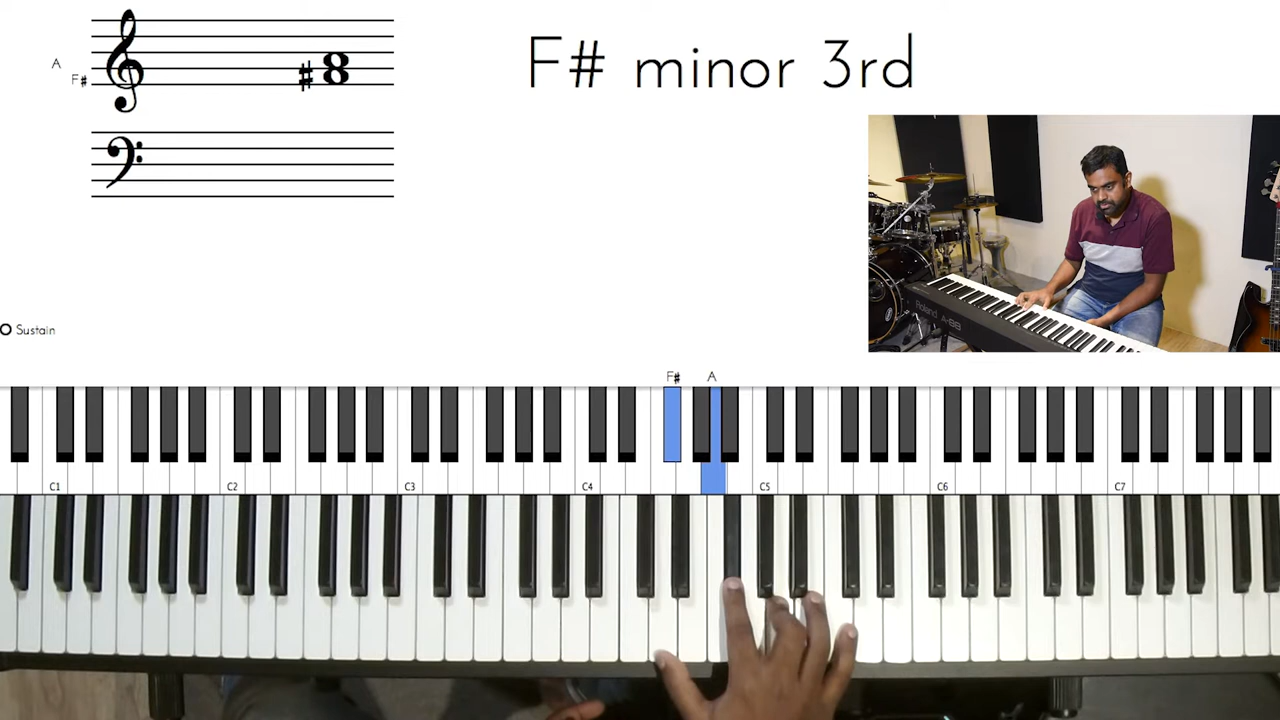 F# minor 3rd
A
F#
Roland A-88
Sustain
F# A
C1 C2 C3 C4 C5 C6 C7